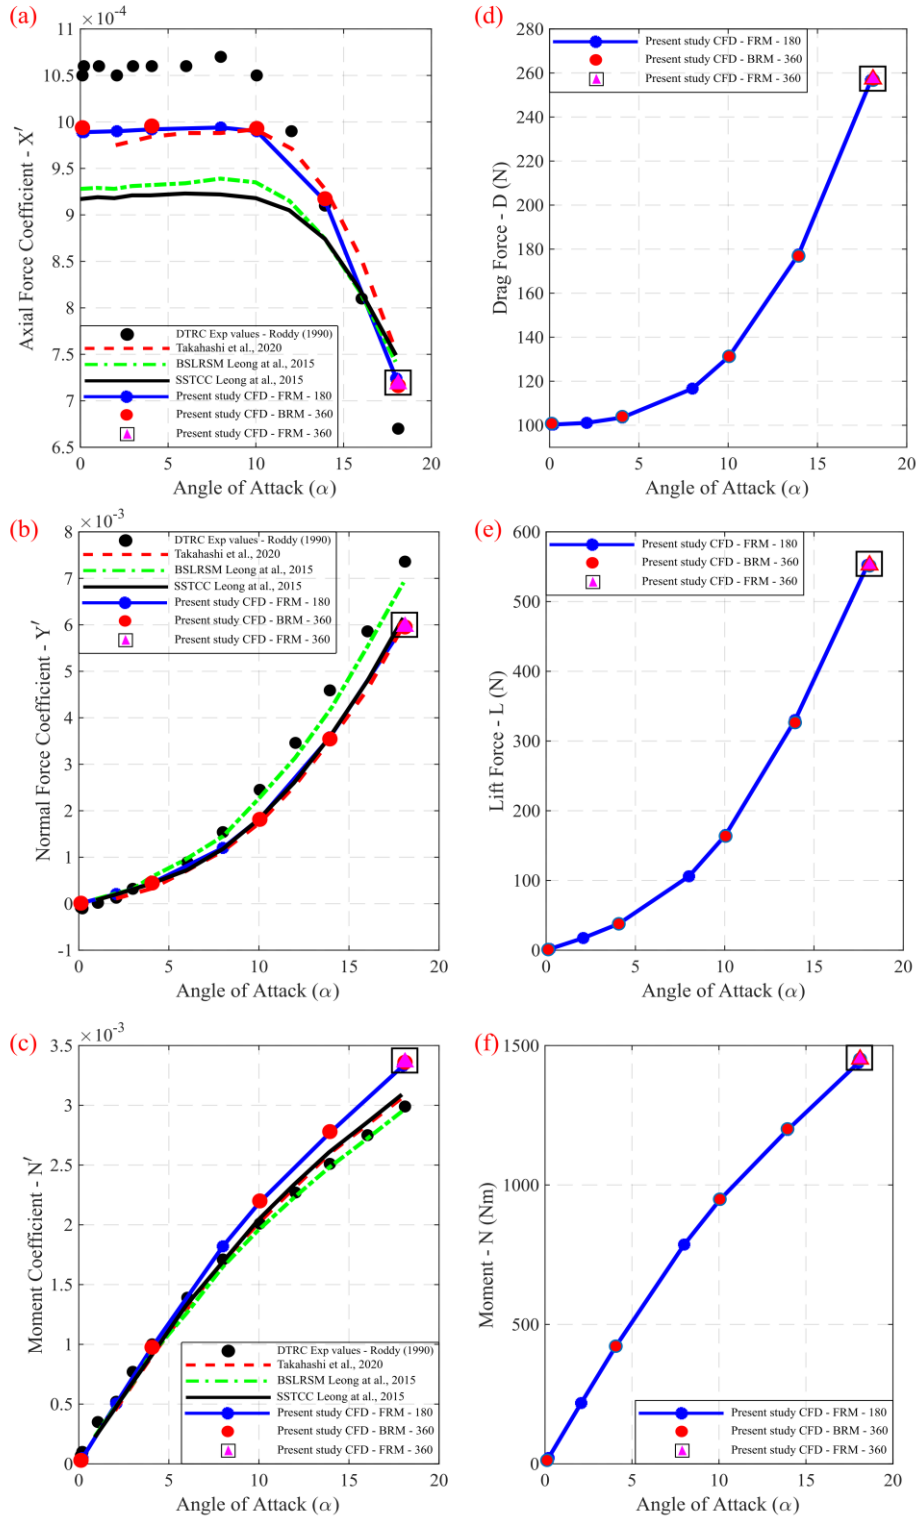 (a)
×10⁻⁴
11
10.5
10
9.5
9
8.5
8
7.5
7
6.5
Axial Force Coefficient - X′
DTRC Exp values - Roddy (1990)
Takahashi et al., 2020
BSLRSM Leong at al., 2015
SSTCC Leong at al., 2015
Present study CFD - FRM - 180
Present study CFD - BRM - 360
Present study CFD - FRM - 360
0 5 10 15 20
Angle of Attack (α)
(d)
280
260
240
220
200
180
160
140
120
100
Drag Force - D (N)
Present study CFD - FRM - 180
Present study CFD - BRM - 360
Present study CFD - FRM - 360
0 5 10 15 20
Angle of Attack (α)
(b)
×10⁻³
8
7
6
5
4
3
2
1
0
-1
Normal Force Coefficient - Y′
DTRC Exp values - Roddy (1990)
Takahashi et al., 2020
BSLRSM Leong at al., 2015
SSTCC Leong at al., 2015
Present study CFD - FRM - 180
Present study CFD - BRM - 360
Present study CFD - FRM - 360
0 5 10 15 20
Angle of Attack (α)
(e)
600
500
400
300
200
100
0
Lift Force - L (N)
Present study CFD - FRM - 180
Present study CFD - BRM - 360
Present study CFD - FRM - 360
0 5 10 15 20
Angle of Attack (α)
(c)
×10⁻³
3.5
3
2.5
2
1.5
1
0.5
0
Moment Coefficient - N′
DTRC Exp values - Roddy (1990)
Takahashi et al., 2020
BSLRSM Leong at al., 2015
SSTCC Leong at al., 2015
Present study CFD - FRM - 180
Present study CFD - BRM - 360
Present study CFD - FRM - 360
0 5 10 15 20
Angle of Attack (α)
(f)
1500
1000
500
0
Moment - N (Nm)
Present study CFD - FRM - 180
Present study CFD - BRM - 360
Present study CFD - FRM - 360
0 5 10 15 20
Angle of Attack (α)